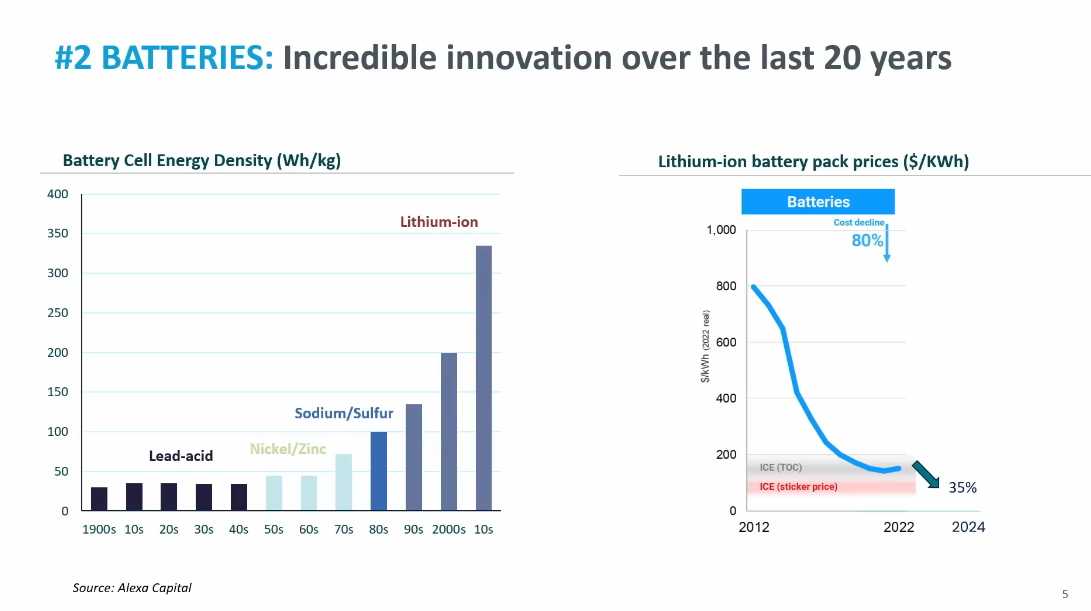 #2 BATTERIES: Incredible innovation over the last 20 years
Battery Cell Energy Density (Wh/kg)
400
350
300
250
200
150
100
50
0
Lithium-ion
Sodium/Sulfur
Nickel/Zinc
Lead-acid
1900s 10s 20s 30s 40s 50s 60s 70s 80s 90s 2000s 10s
Source: Alexa Capital
Lithium-ion battery pack prices ($/KWh)
Batteries
Cost decline
80%
1,000
800
600
400
200
0
$/kWh (2022 real)
ICE (TOC)
ICE (sticker price)
35%
2012 2022 2024
5